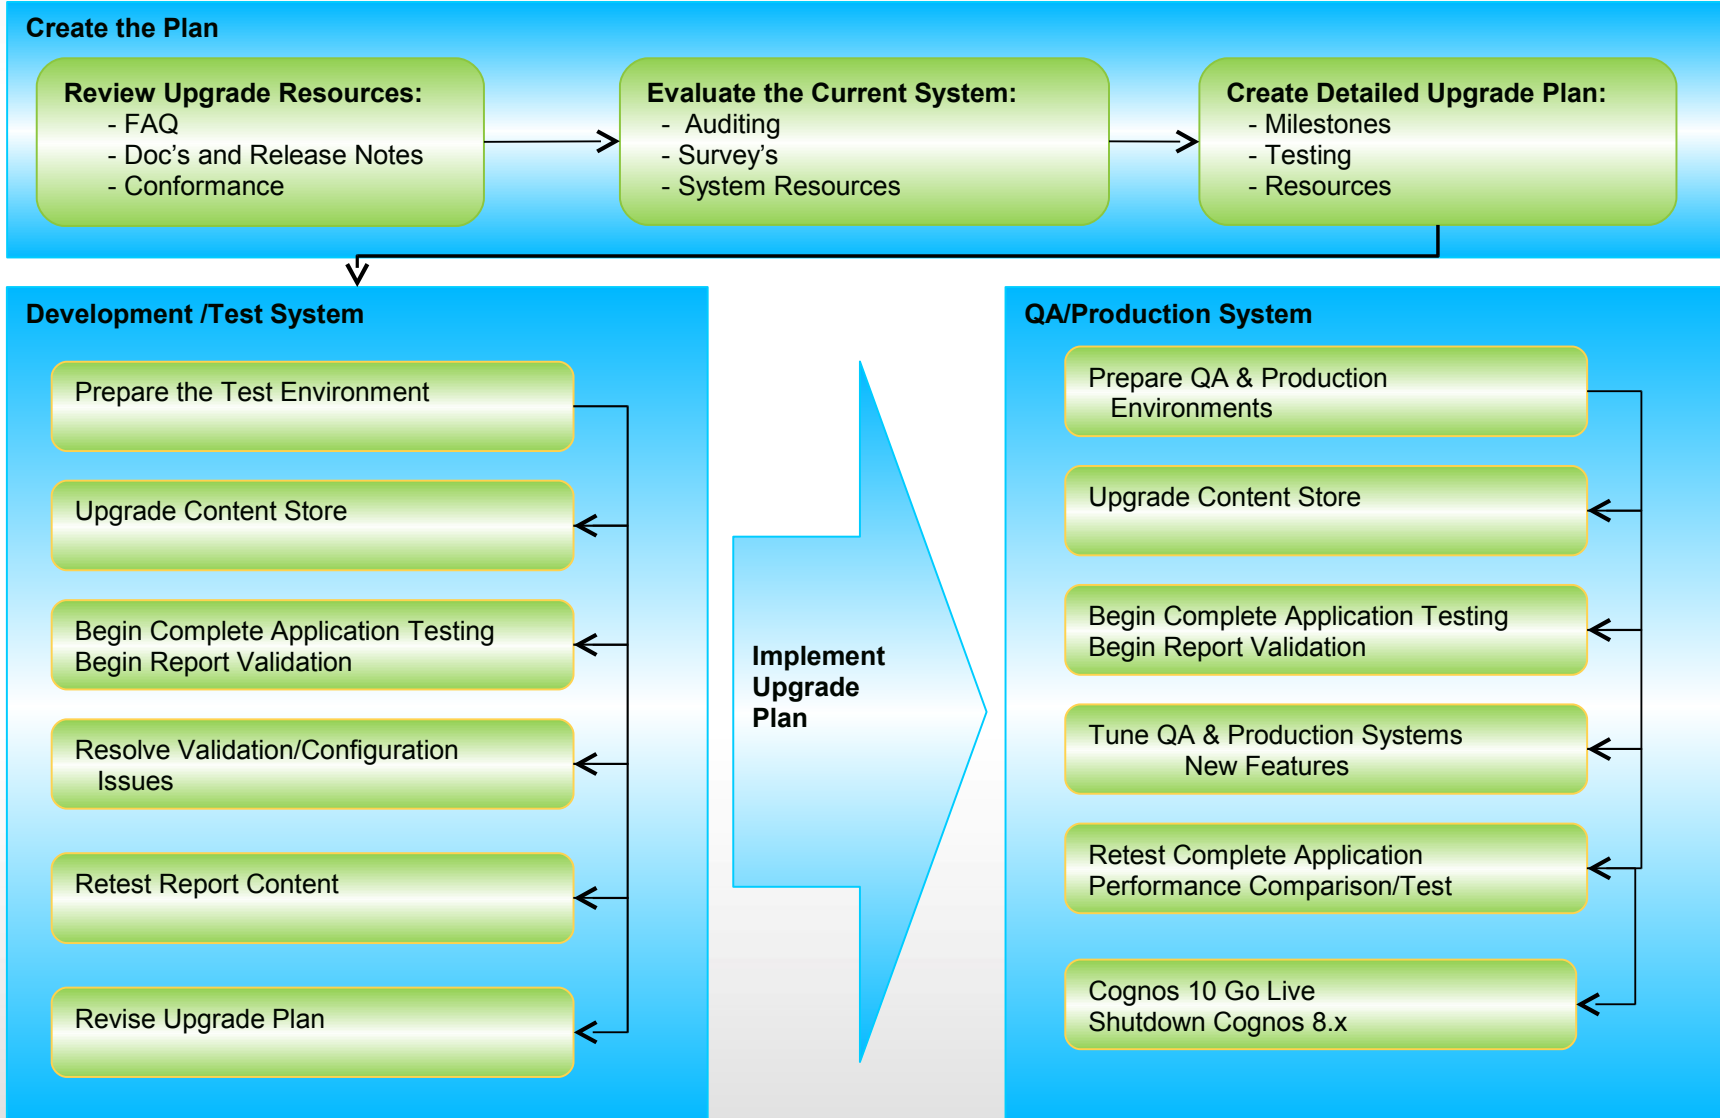 Create the Plan
Review Upgrade Resources:
- FAQ
- Doc's and Release Notes
- Conformance
Evaluate the Current System:
- Auditing
- Survey's
- System Resources
Create Detailed Upgrade Plan:
- Milestones
- Testing
- Resources
Development /Test System
Prepare the Test Environment
Upgrade Content Store
Begin Complete Application Testing
Begin Report Validation
Resolve Validation/Configuration
Issues
Retest Report Content
Revise Upgrade Plan
Implement
Upgrade
Plan
QA/Production System
Prepare QA & Production
Environments
Upgrade Content Store
Begin Complete Application Testing
Begin Report Validation
Tune QA & Production Systems
New Features
Retest Complete Application
Performance Comparison/Test
Cognos 10 Go Live
Shutdown Cognos 8.x